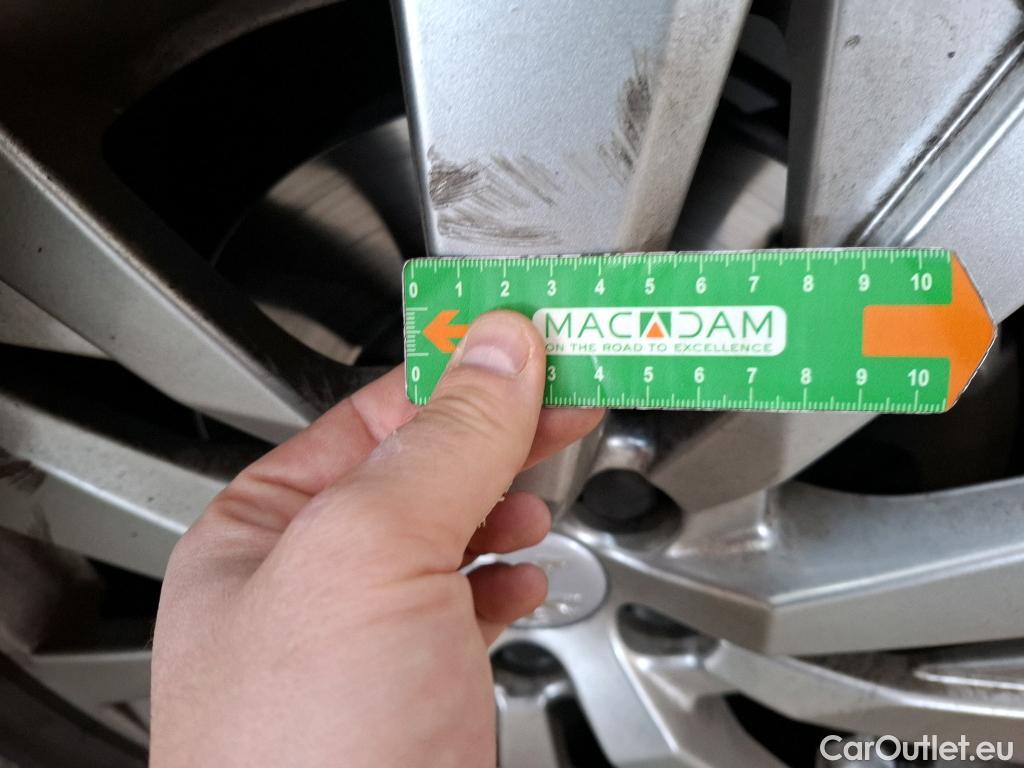 0 1 2 3 4 5 6 7 8 9 10
MACADAM
ON THE ROAD TO EXCELLENCE
0 3 4 5 6 7 8 9 10
CarOutlet.eu